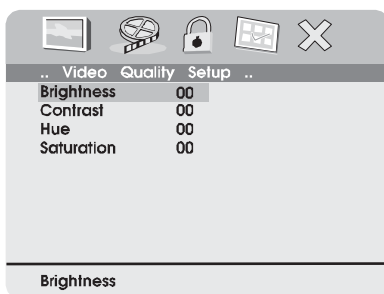 .. Video Quality Setup ..
Brightness 00
Contrast 00
Hue 00
Saturation 00
Brightness